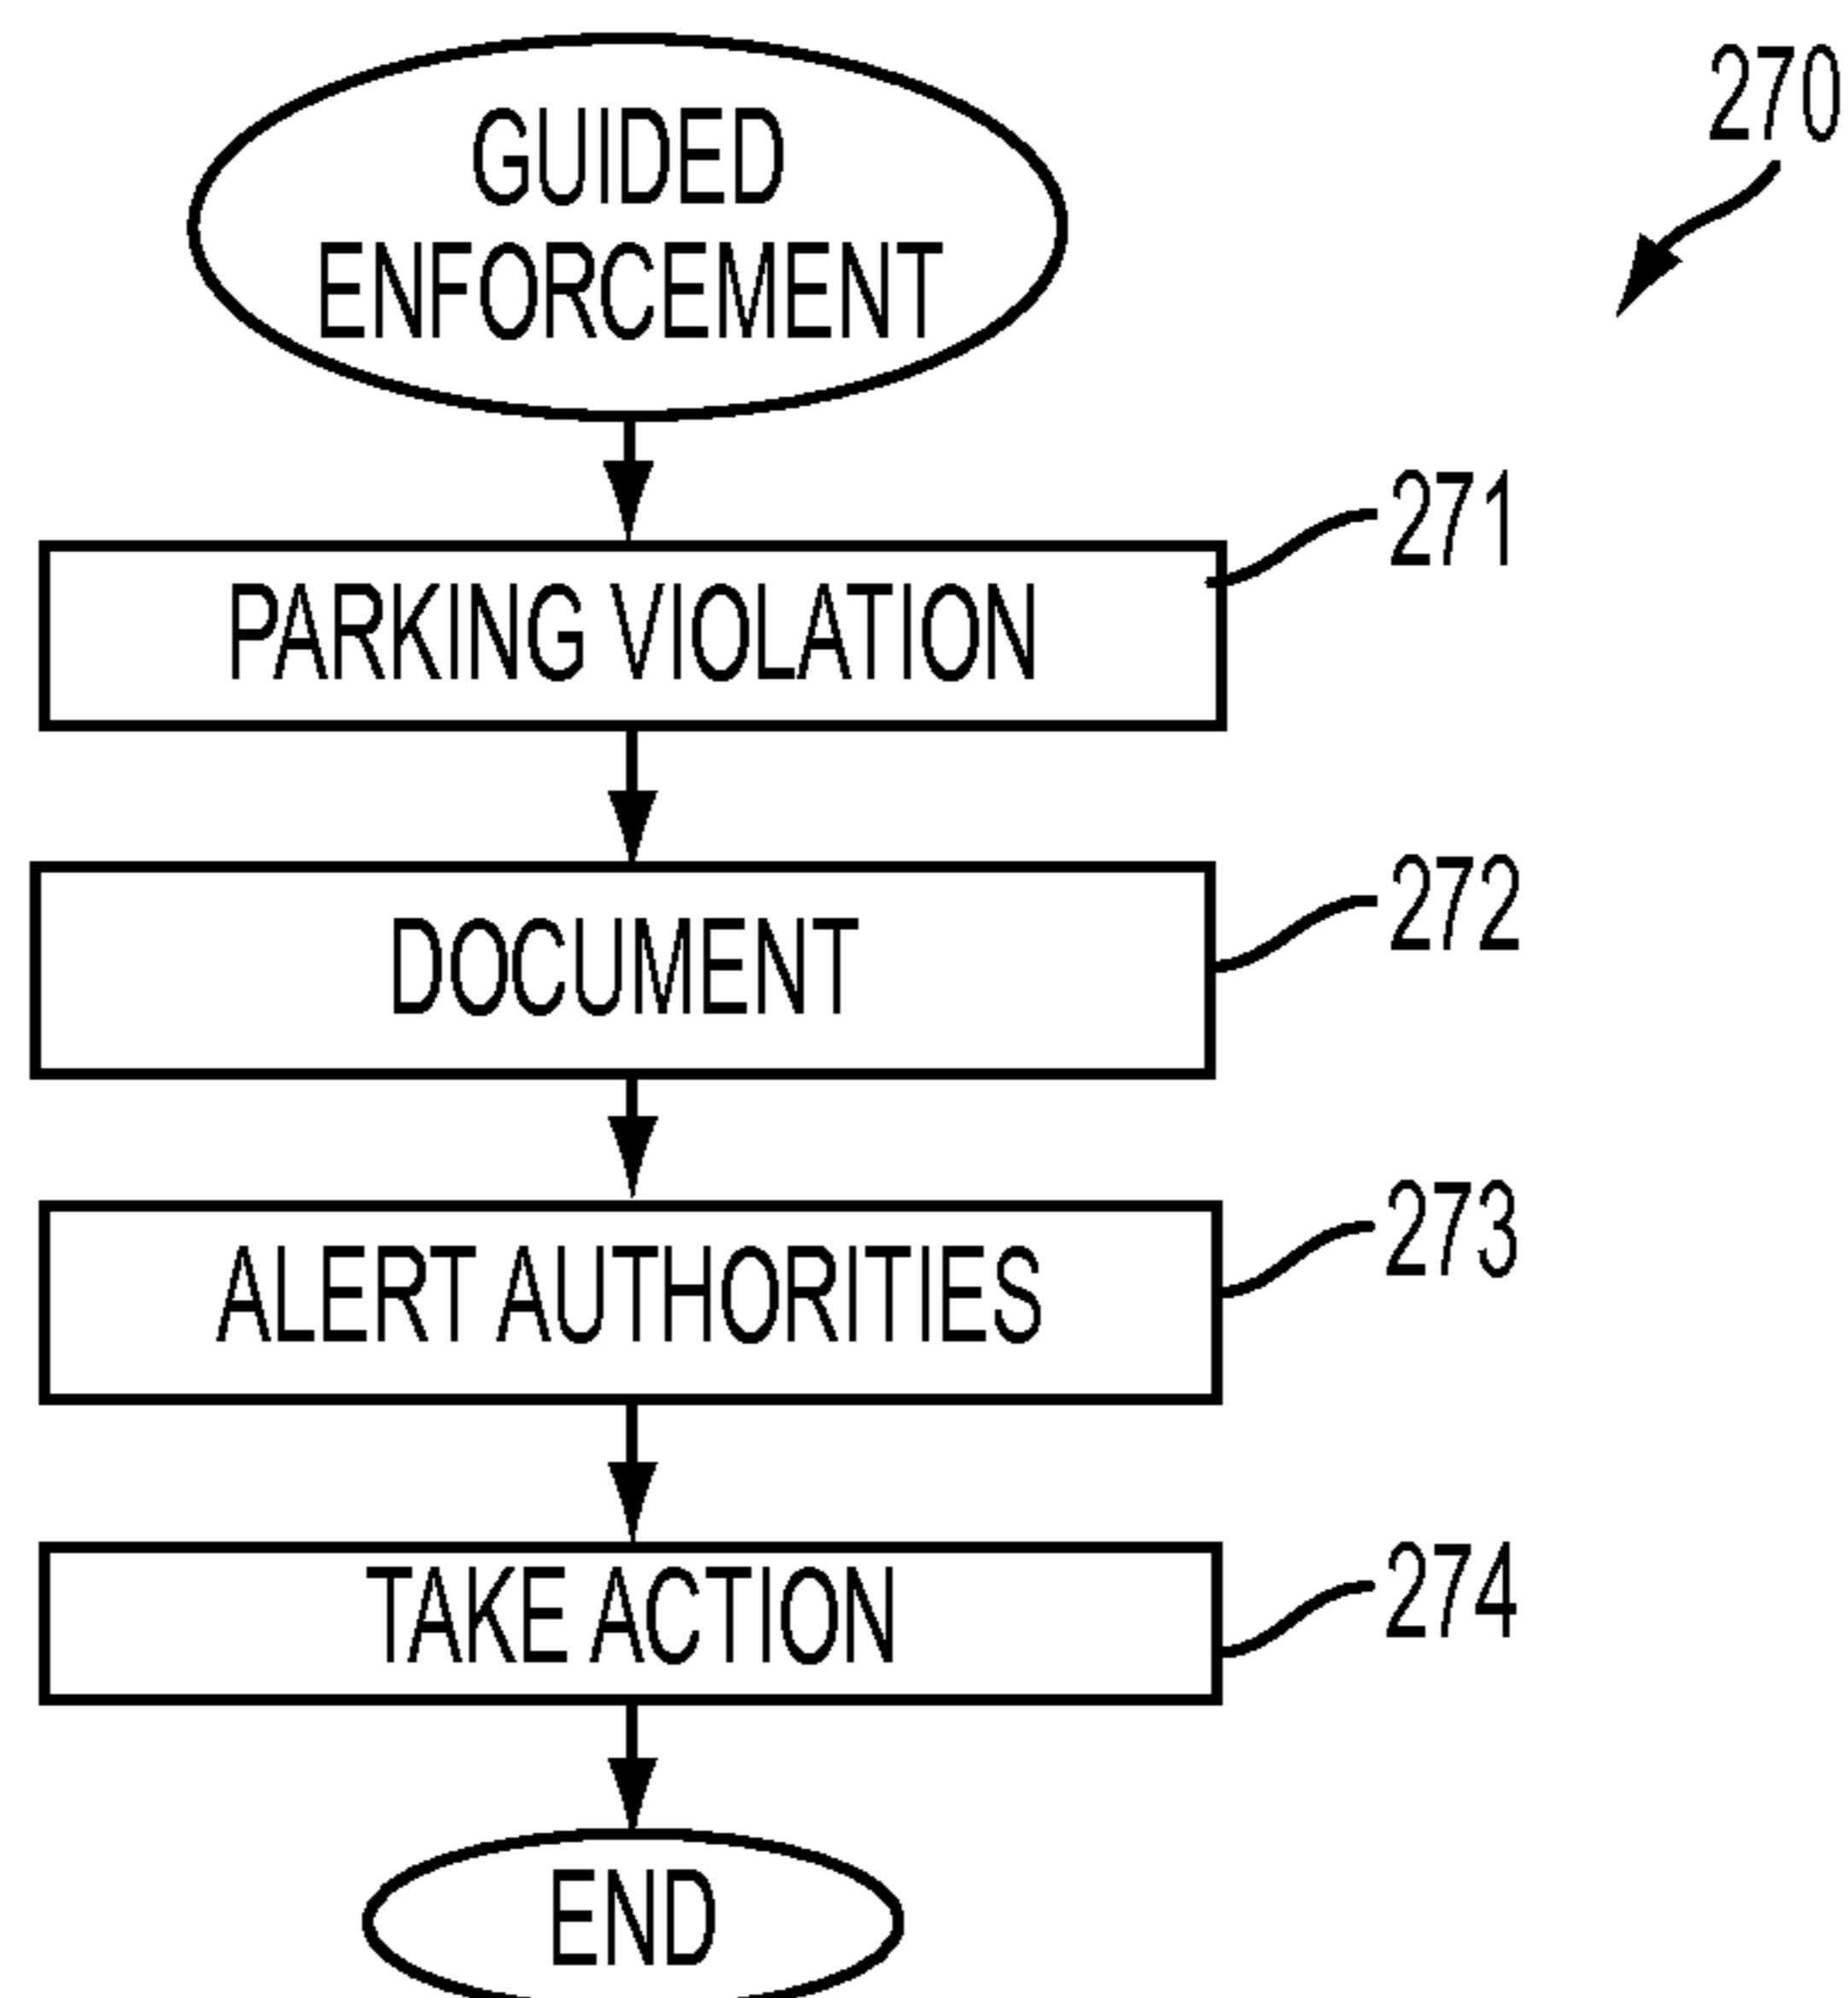 GUIDED
ENFORCEMENT
270
PARKING VIOLATION
271
DOCUMENT
272
ALERT AUTHORITIES
273
TAKE ACTION
274
END